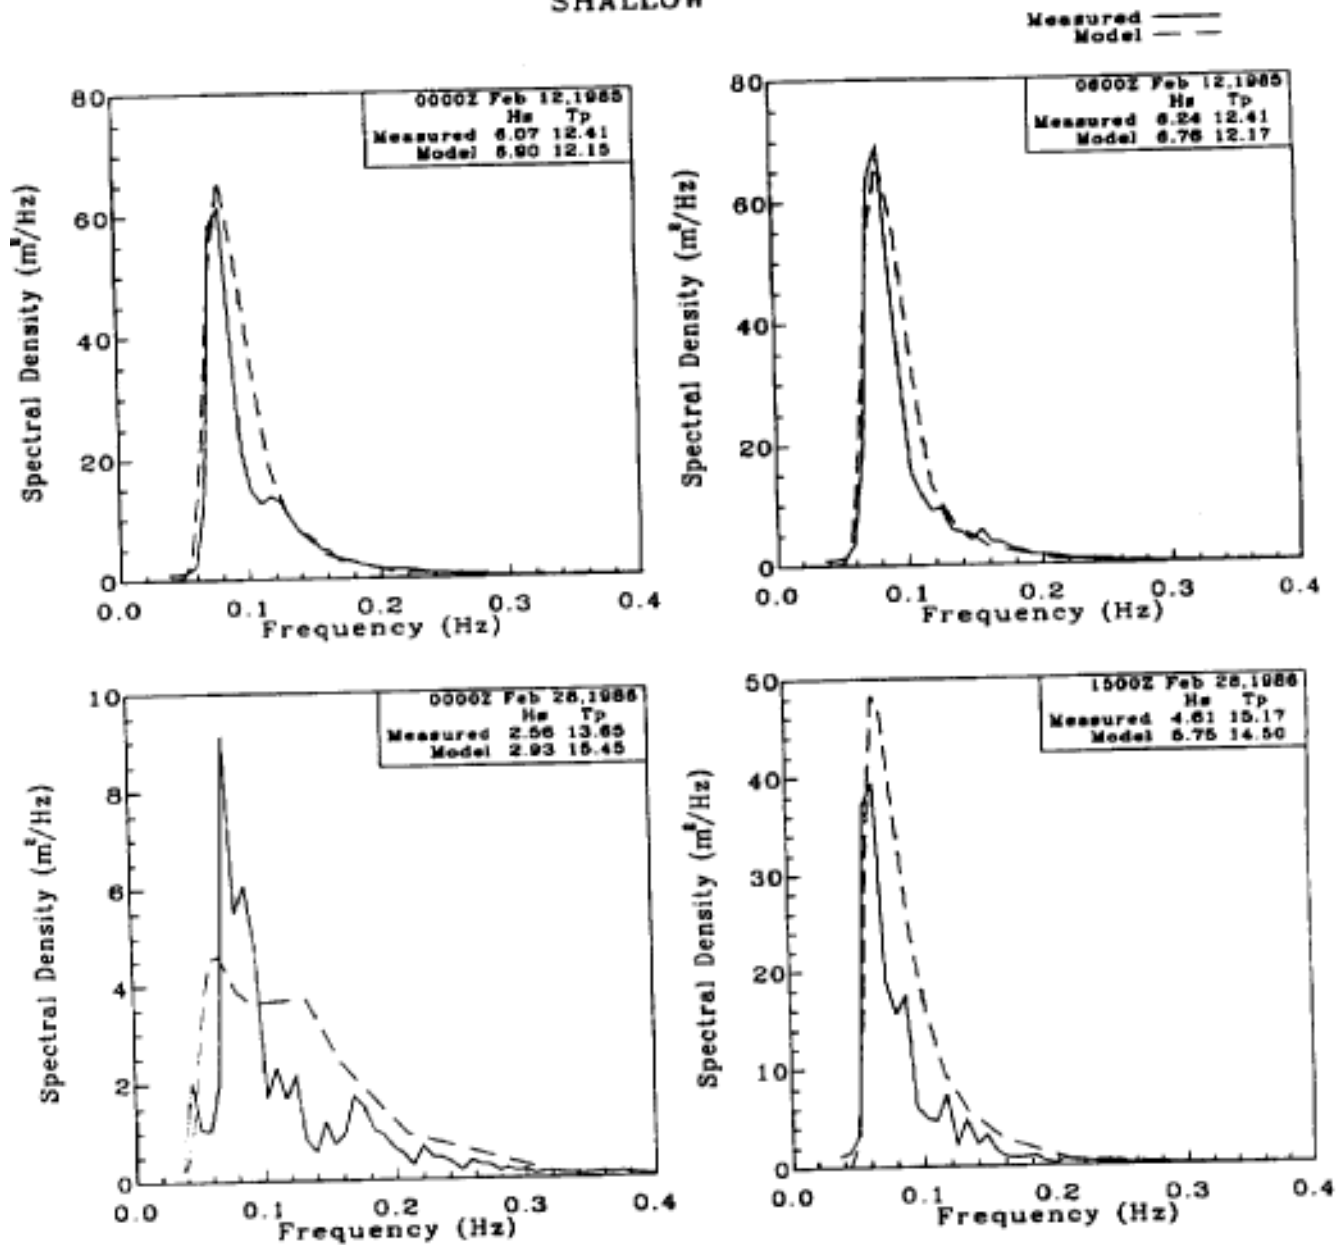 SHALLOW
Measured
Model
0000Z Feb 12,1985
Hs Tp
Measured 6.07 12.41
Model 6.90 12.15
80
60
40
20
0
Spectral Density (m²/Hz)
0.0 0.1 0.2 0.3 0.4
Frequency (Hz)
0600Z Feb 12,1985
Hs Tp
Measured 6.24 12.41
Model 6.76 12.17
80
60
40
20
0
Spectral Density (m²/Hz)
0.0 0.1 0.2 0.3 0.4
Frequency (Hz)
0000Z Feb 28,1986
Hs Tp
Measured 2.56 13.65
Model 2.93 15.45
10
8
6
4
2
0
Spectral Density (m²/Hz)
0.0 0.1 0.2 0.3 0.4
Frequency (Hz)
1500Z Feb 28,1986
Hs Tp
Measured 4.61 15.17
Model 5.75 14.50
50
40
30
20
10
0
Spectral Density (m²/Hz)
0.0 0.1 0.2 0.3 0.4
Frequency (Hz)